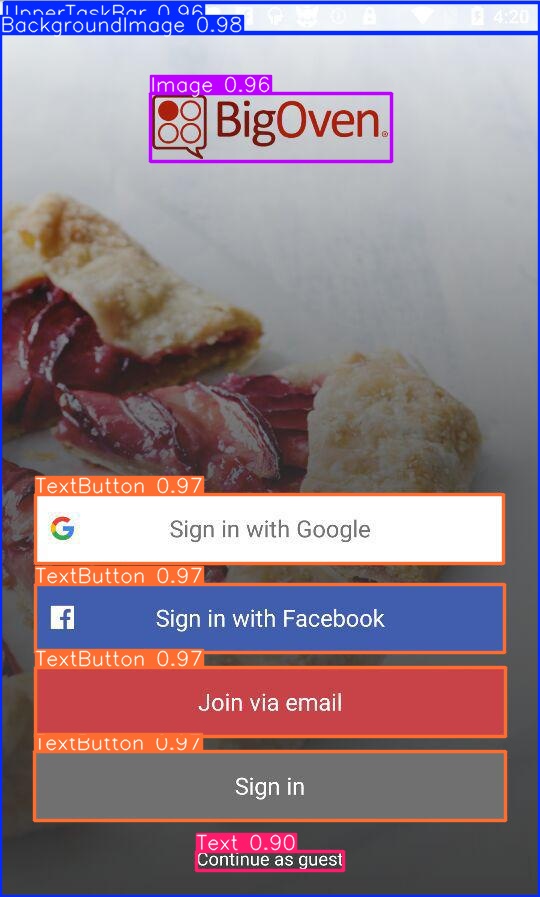 UpperTaskBar 0.96
4:20
BackgroundImage 0.98
Image 0.96
BigOven
TextButton 0.97
Sign in with Google
TextButton 0.97
Sign in with Facebook
TextButton 0.97
Join via email
TextButton 0.97
Sign in
Text 0.90
Continue as guest